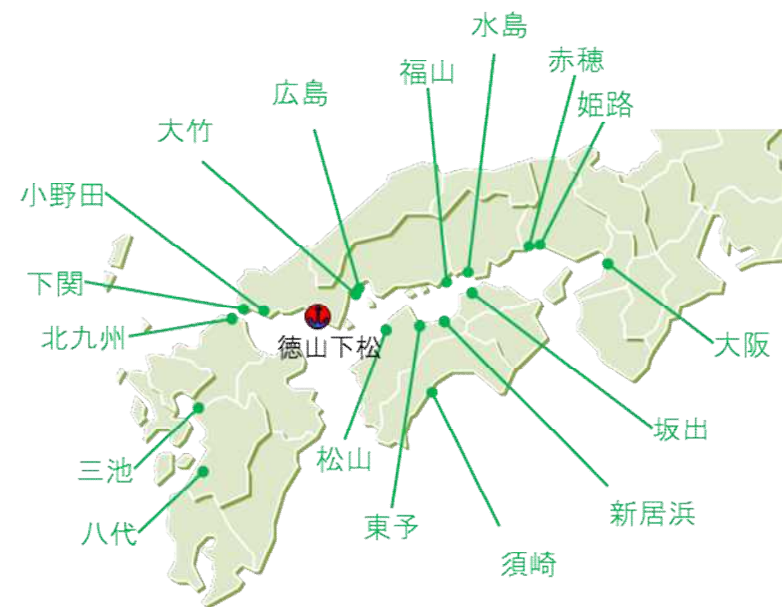 水島
赤穂
福山
姫路
広島
大竹
小野田
下関
北九州
徳山下松
大阪
坂出
三池
松山
新居浜
東予
八代
須崎